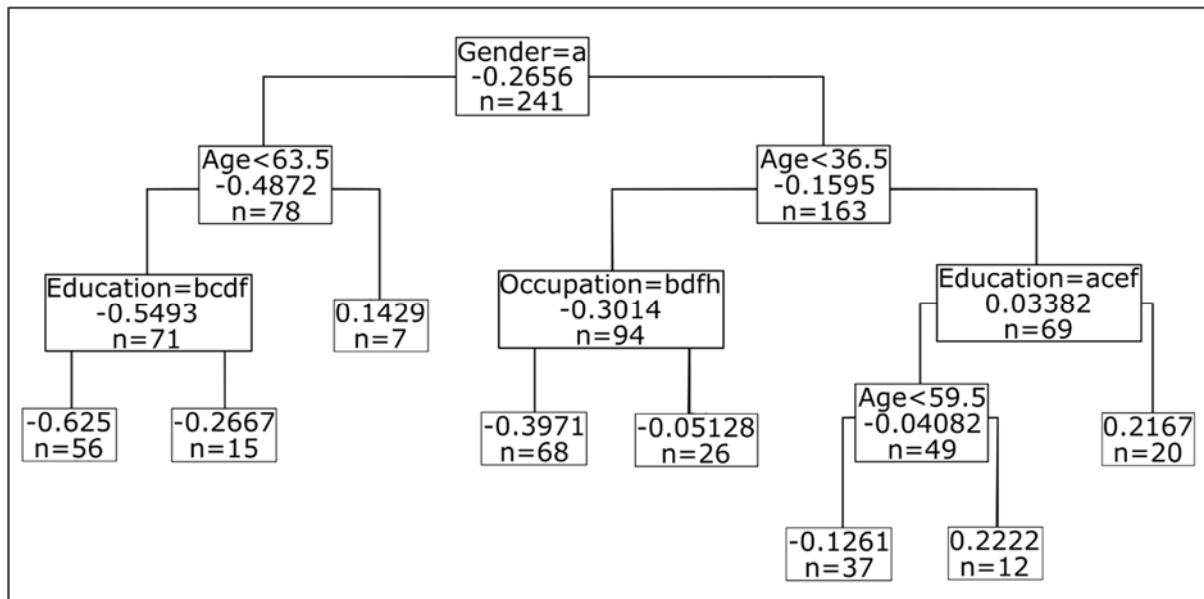 Gender=a
-0.2656
n=241
Age<63.5
-0.4872
n=78
Age<36.5
-0.1595
n=163
Education=bcdf
-0.5493
n=71
0.1429
n=7
Occupation=bdfh
-0.3014
n=94
Education=acef
0.03382
n=69
-0.625
n=56
-0.2667
n=15
-0.3971
n=68
-0.05128
n=26
Age<59.5
-0.04082
n=49
0.2167
n=20
-0.1261
n=37
0.2222
n=12